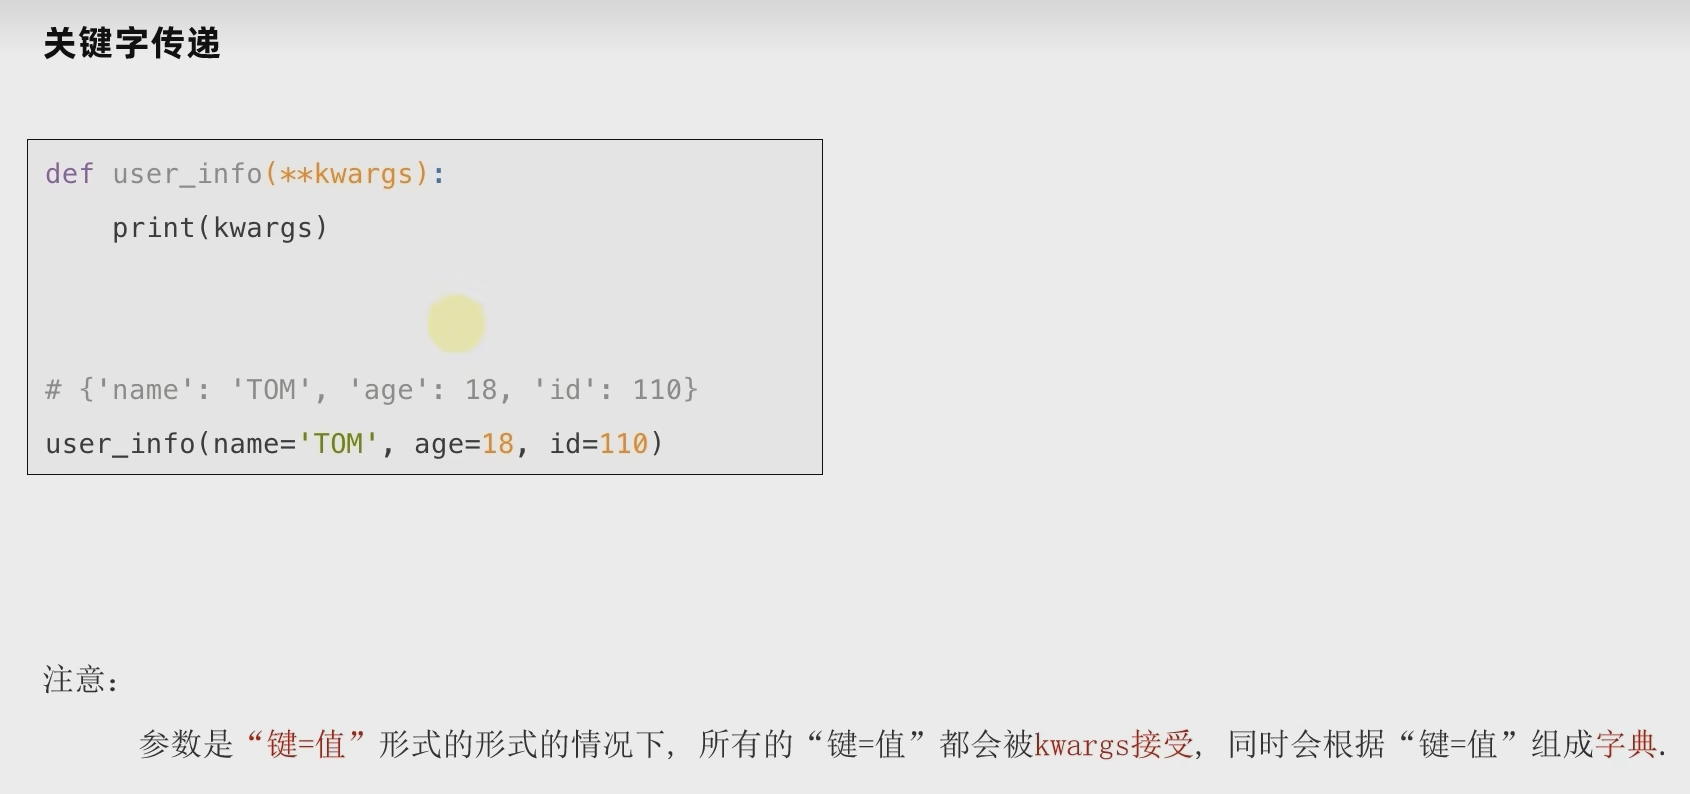 关键字传递
def user_info(**kwargs):
    print(kwargs)
# {'name': 'TOM', 'age': 18, 'id': 110}
user_info(name='TOM', age=18, id=110)
注意：
参数是“键=值”形式的形式的情况下, 所有的“键=值”都会被kwargs接受, 同时会根据“键=值”组成字典.